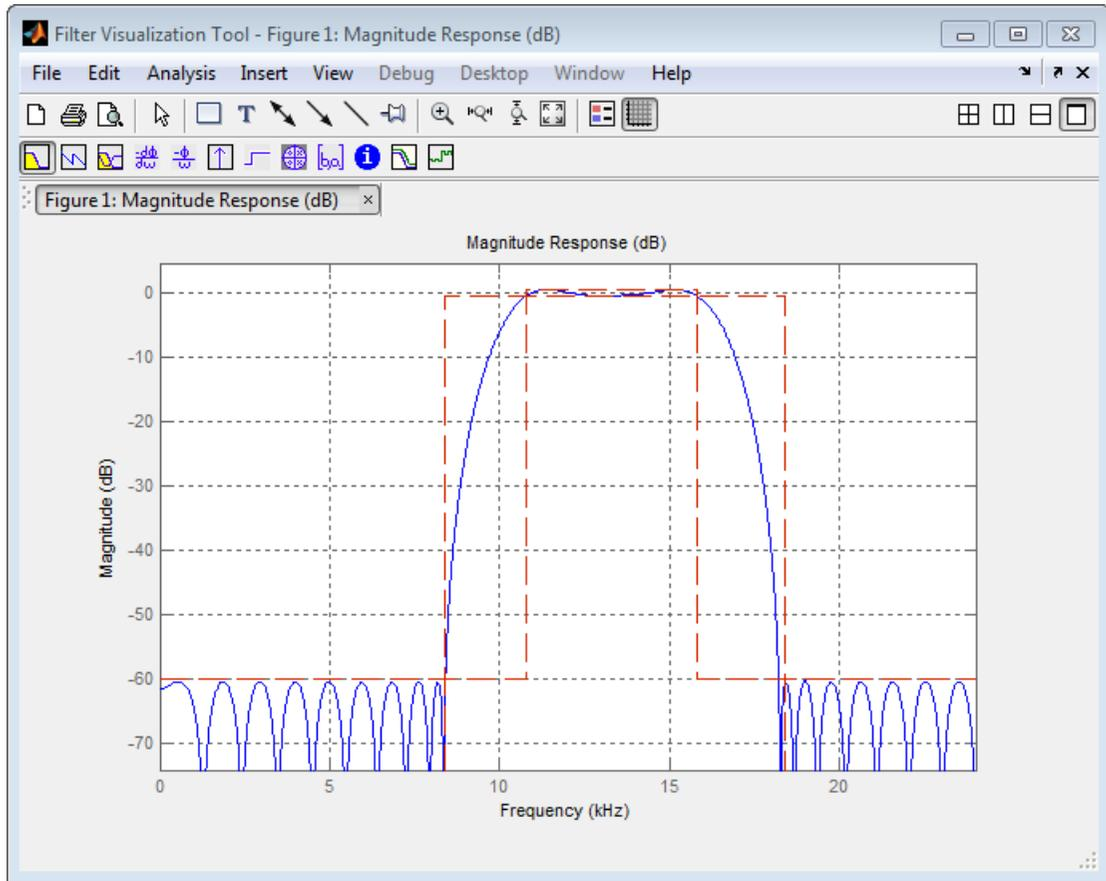 Filter Visualization Tool - Figure 1: Magnitude Response (dB)
File Edit Analysis Insert View Debug Desktop Window Help
T
[b,a] i
Figure 1: Magnitude Response (dB) ×
Magnitude Response (dB)
Magnitude (dB)
0
-10
-20
-30
-40
-50
-60
-70
0 5 10 15 20
Frequency (kHz)